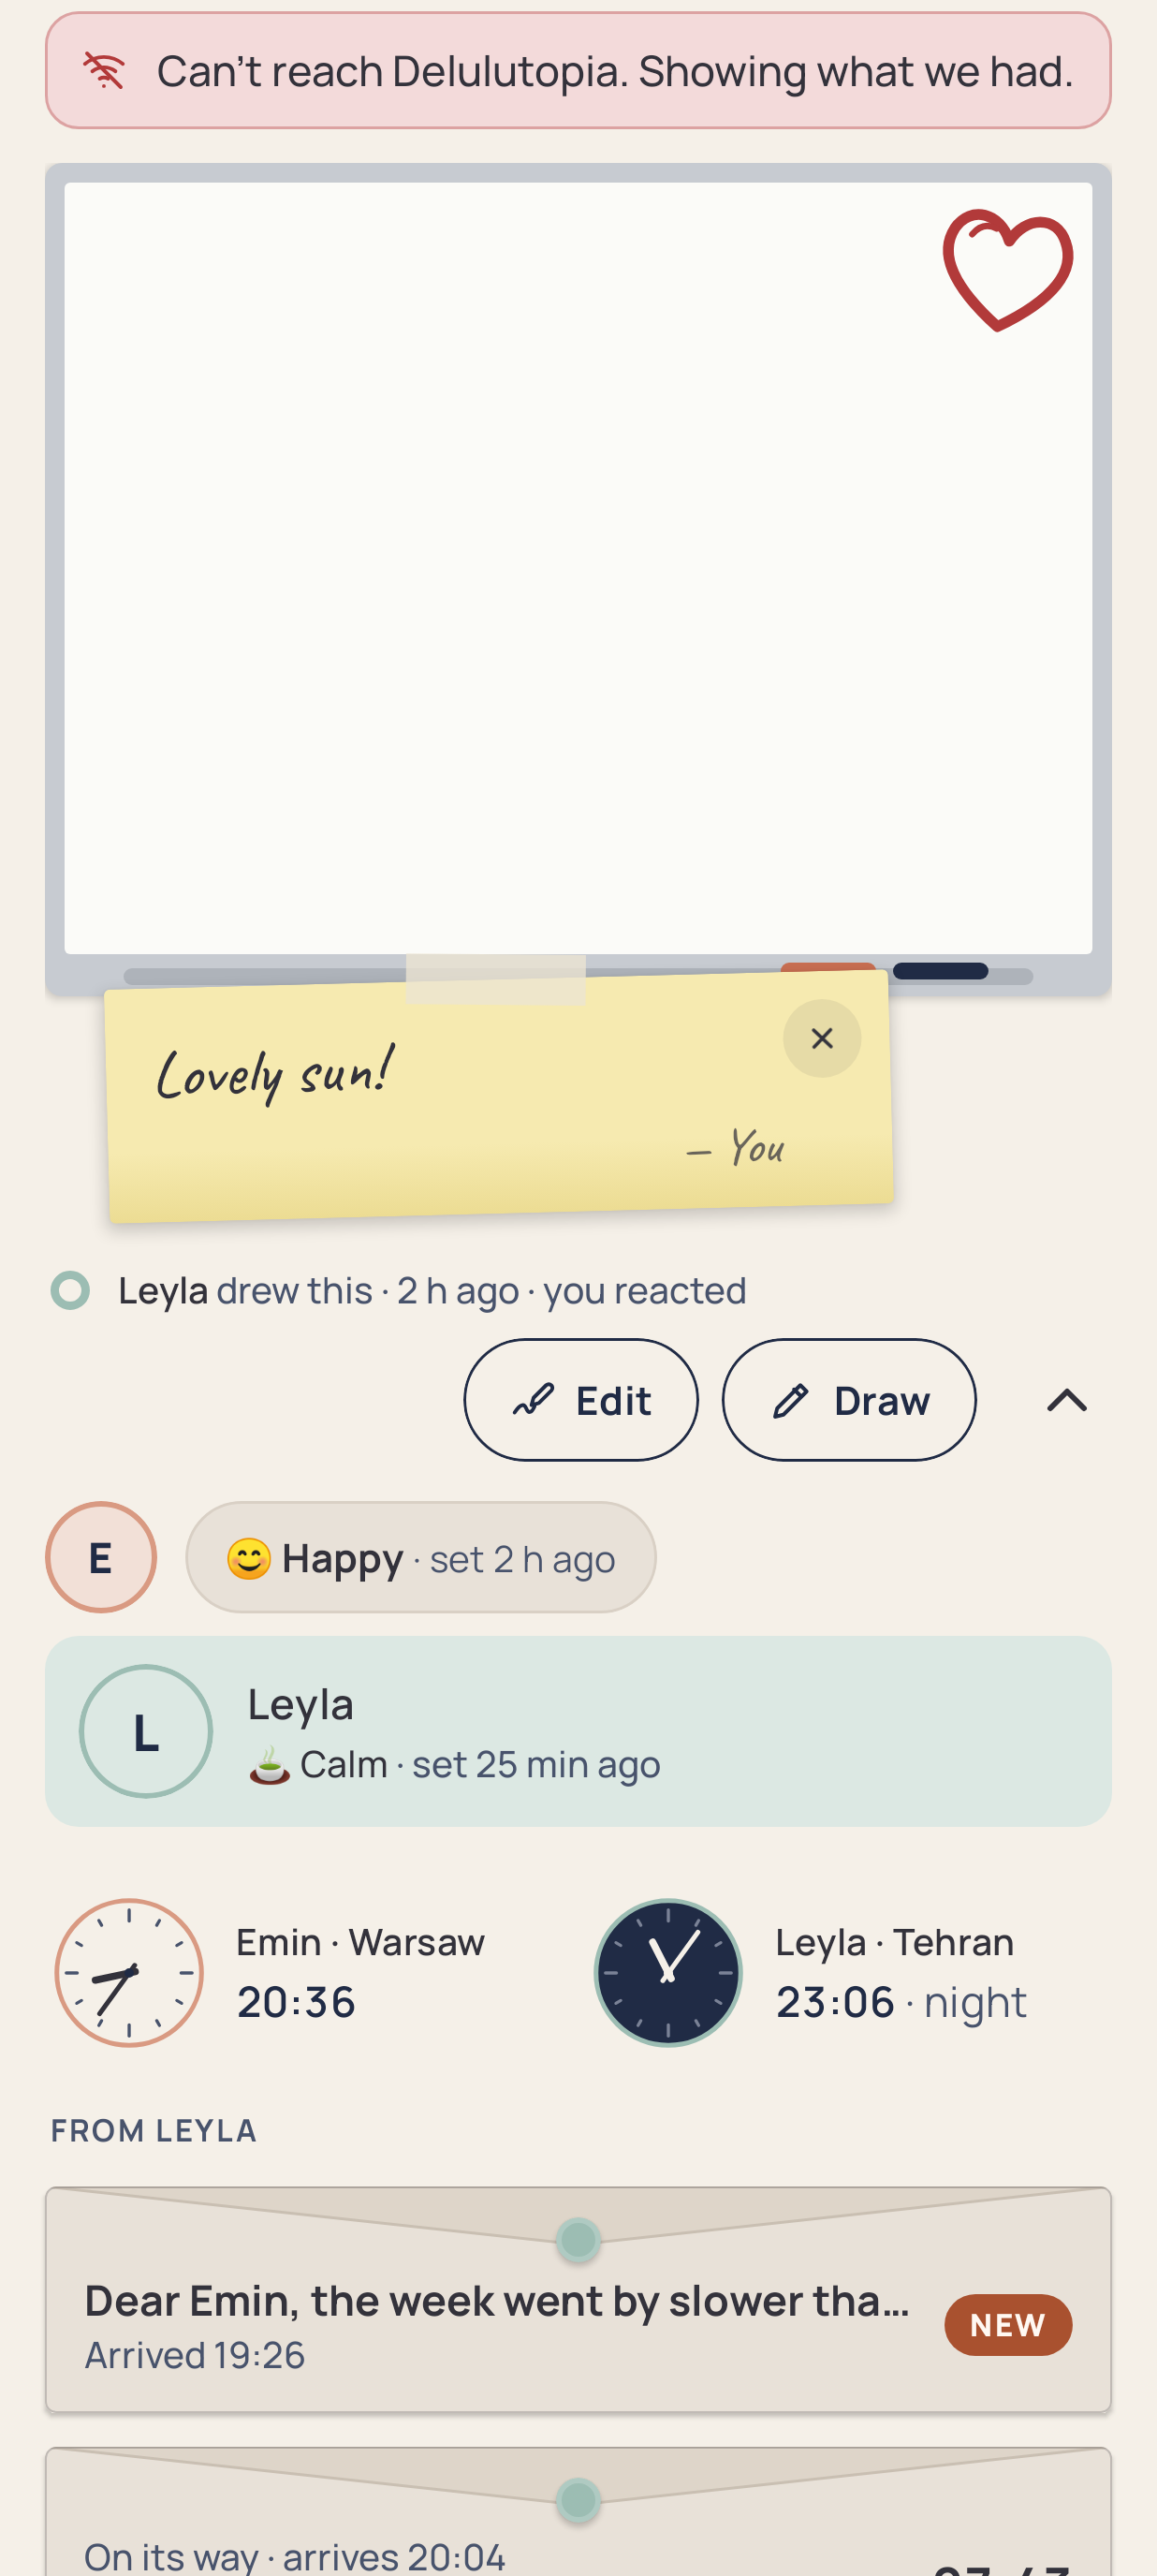 Can't reach Delulutopia. Showing what we had.
Lovely sun!
– You
Leyla drew this · 2 h ago · you reacted
Edit
Draw
E
😊 Happy · set 2 h ago
L
Leyla
🍵 Calm · set 25 min ago
Emin · Warsaw
20:36
Leyla · Tehran
23:06 · night
FROM LEYLA
Dear Emin, the week went by slower tha...
NEW
Arrived 19:26
On its way · arrives 20:04